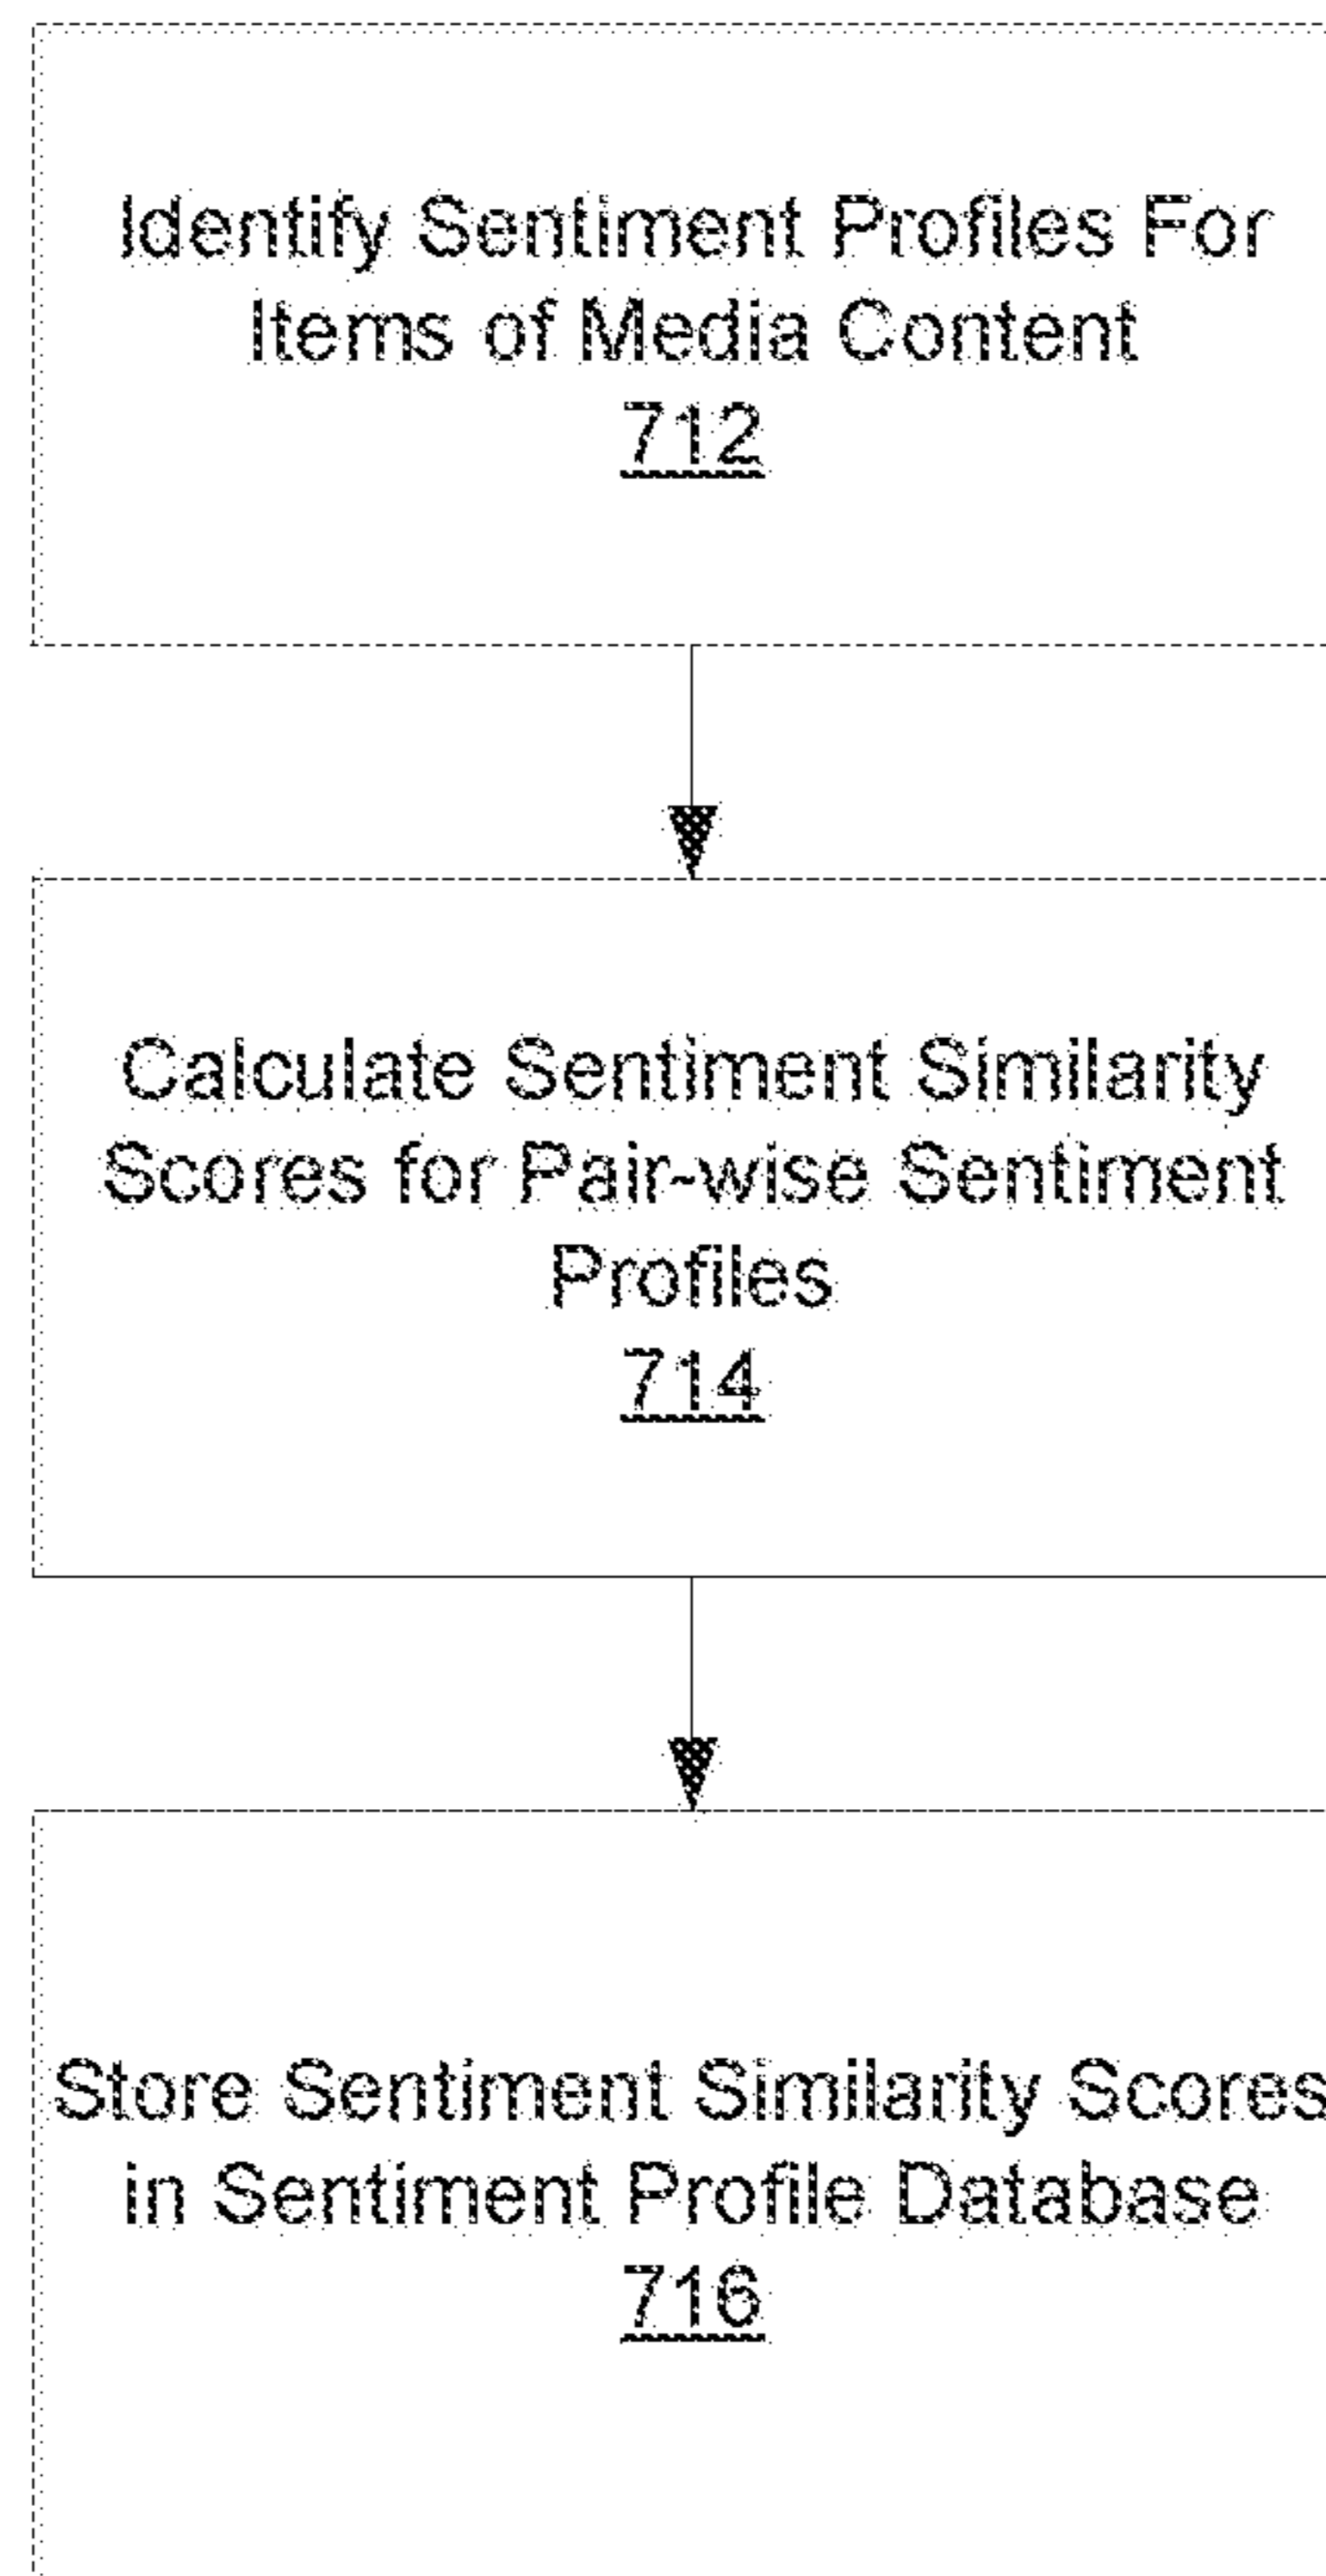 Identify Sentiment Profiles For
Items of Media Content
712
Calculate Sentiment Similarity
Scores for Pair-wise Sentiment
Profiles
714
Store Sentiment Similarity Scores
in Sentiment Profile Database
716